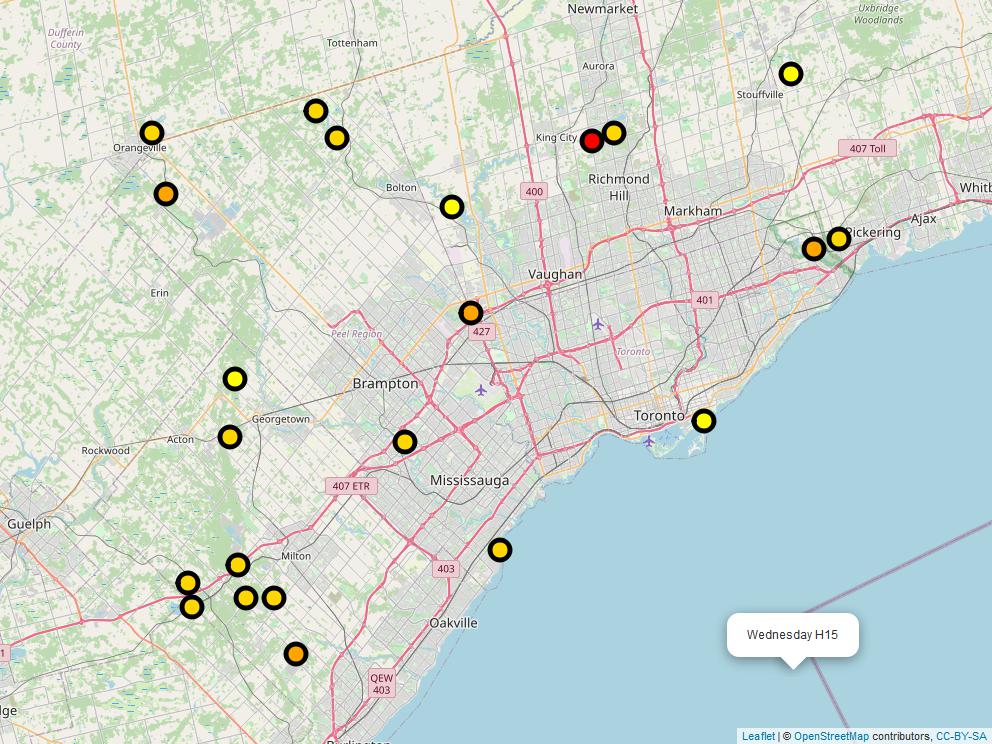 Newmarket
Uxbridge
Woodlands
Dufferin
County
Tottenham
Aurora
Stouffville
Orangeville
King City
407 Toll
Richmond
Hill
Bolton
400
Whitb
Markham
Ajax
Pickering
Vaughan
Erin
401
427
Peel Region
Toronto
Brampton
Georgetown
Toronto
Acton
Rockwood
Mississauga
407 ETR
Guelph
Milton
403
Oakville
Wednesday H15
1
QEW
403
dge
Burlington
Leaflet | © OpenStreetMap contributors, CC-BY-SA